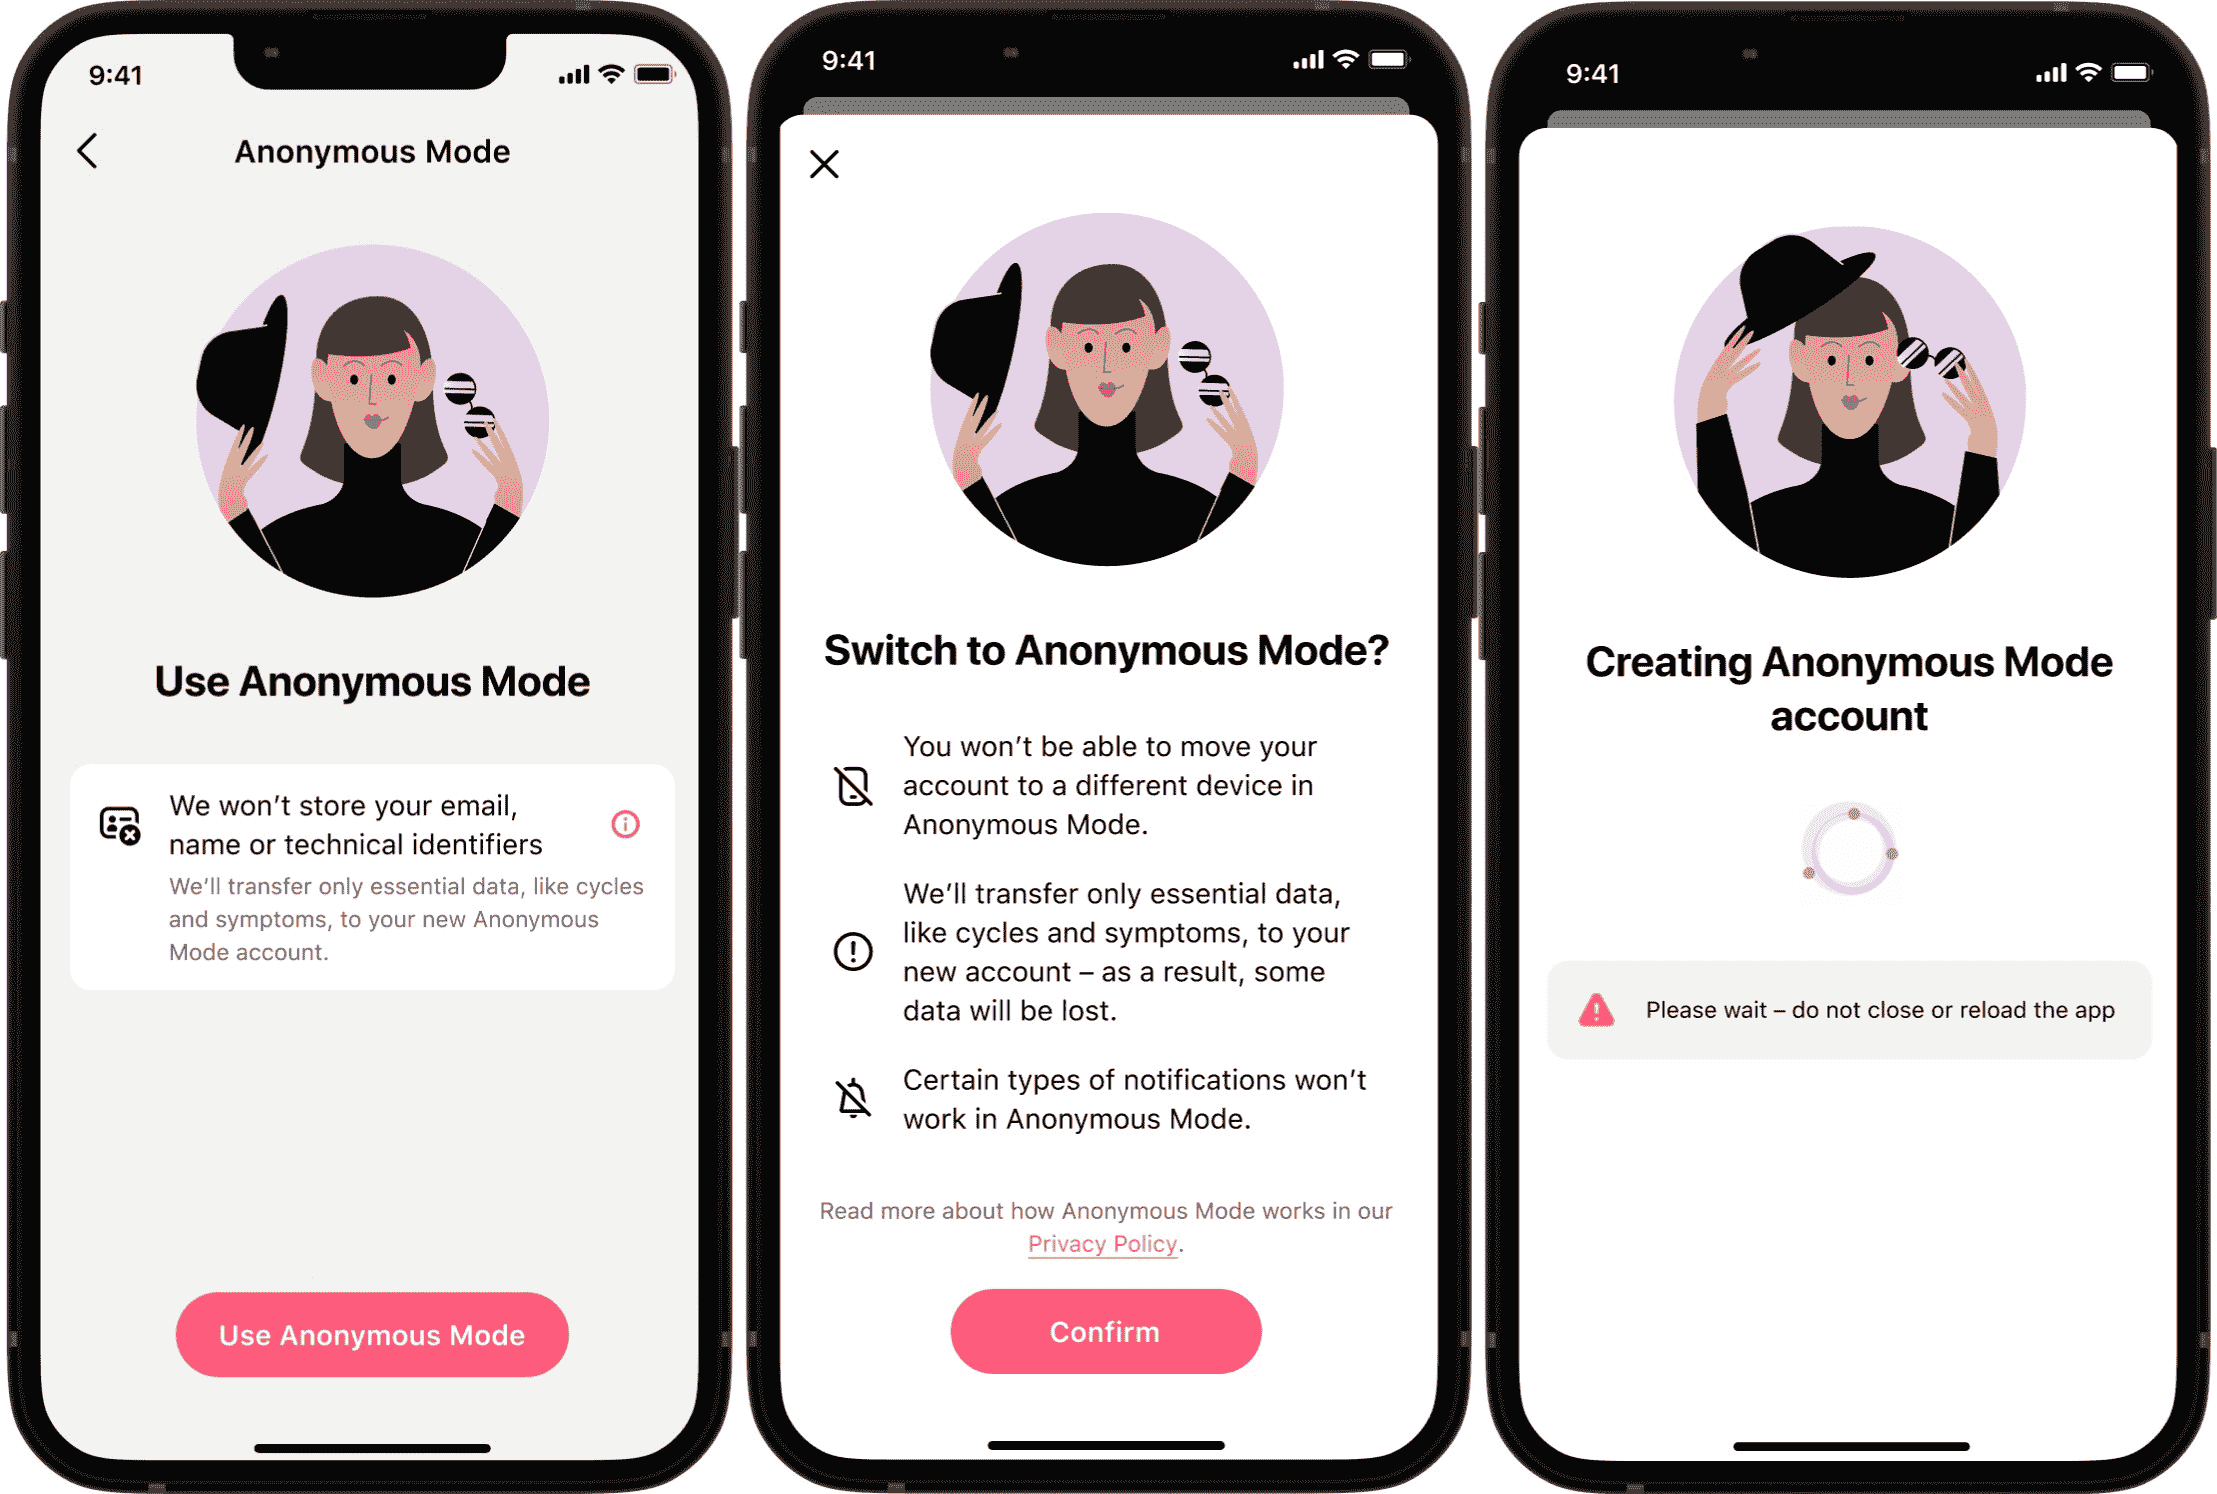 9:41
Anonymous Mode
Use Anonymous Mode
We won't store your email,
name or technical identifiers
We'll transfer only essential data, like cycles
and symptoms, to your new Anonymous
Mode account.
Use Anonymous Mode
9:41
Switch to Anonymous Mode?
You won't be able to move your
account to a different device in
Anonymous Mode.
We'll transfer only essential data,
like cycles and symptoms, to your
new account – as a result, some
data will be lost.
Certain types of notifications won't
work in Anonymous Mode.
Read more about how Anonymous Mode works in our
Privacy Policy.
Confirm
9:41
Creating Anonymous Mode
account
Please wait – do not close or reload the app